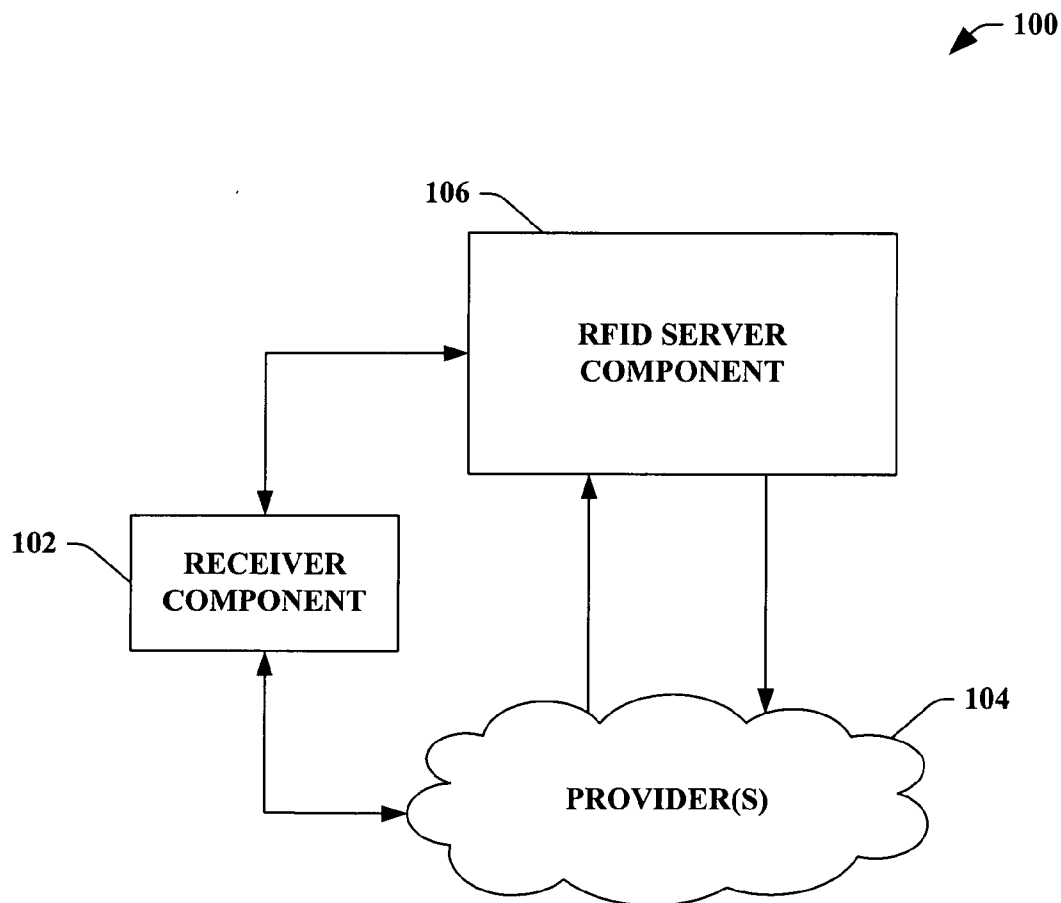 100
106
RFID SERVER
COMPONENT
102
RECEIVER
COMPONENT
104
PROVIDER(S)